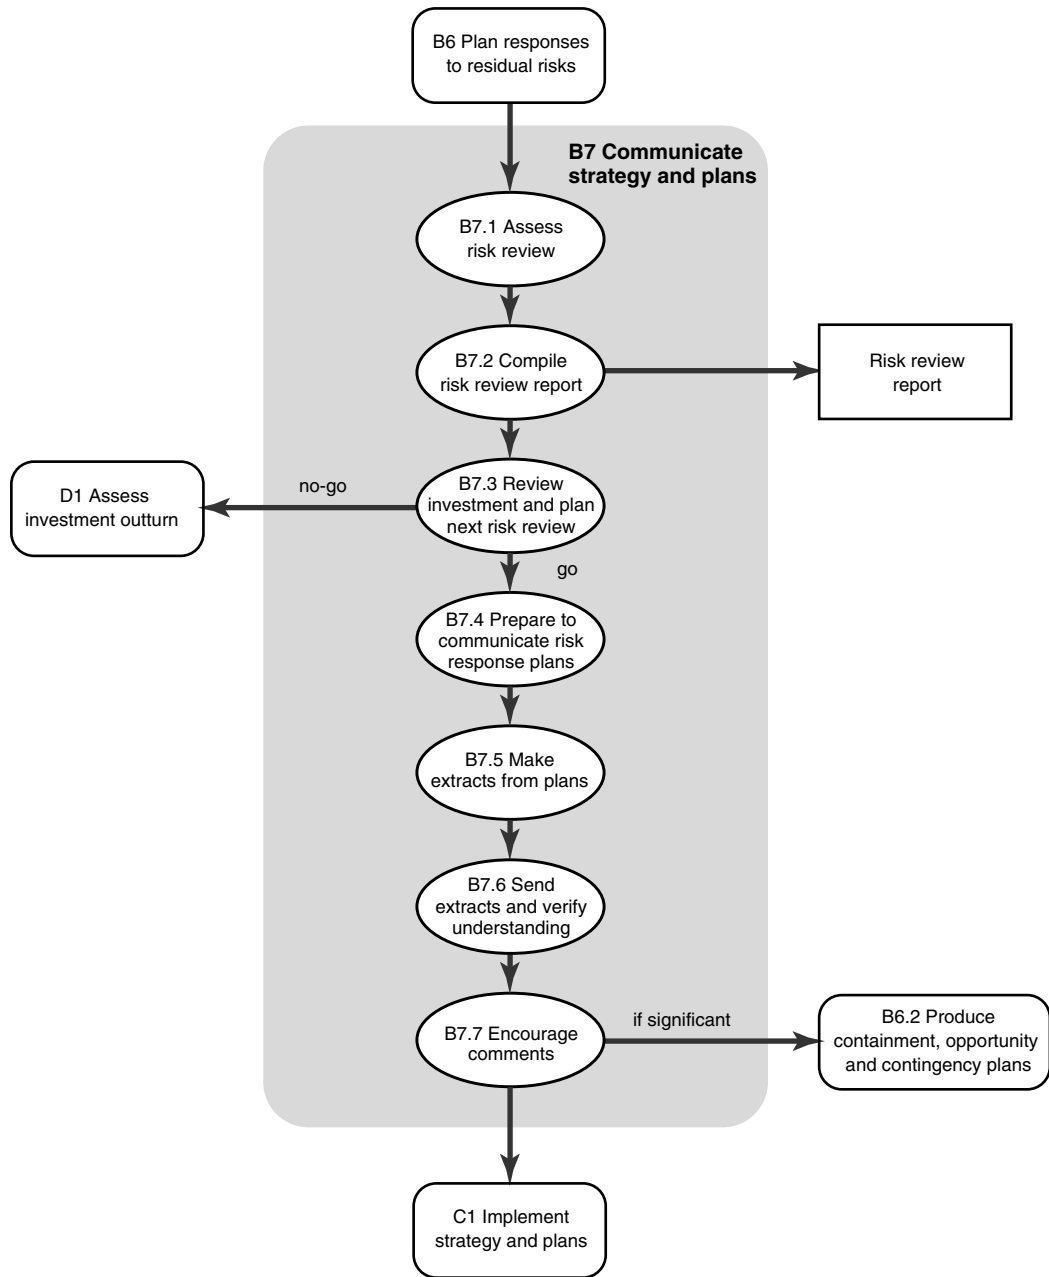 B6 Plan responses
to residual risks
B7 Communicate
strategy and plans
B7.1 Assess
risk review
B7.2 Compile
risk review report
Risk review
report
B7.3 Review
investment and plan
next risk review
no-go
D1 Assess
investment outturn
go
B7.4 Prepare to
communicate risk
response plans
B7.5 Make
extracts from plans
B7.6 Send
extracts and verify
understanding
B7.7 Encourage
comments
if significant
B6.2 Produce
containment, opportunity
and contingency plans
C1 Implement
strategy and plans